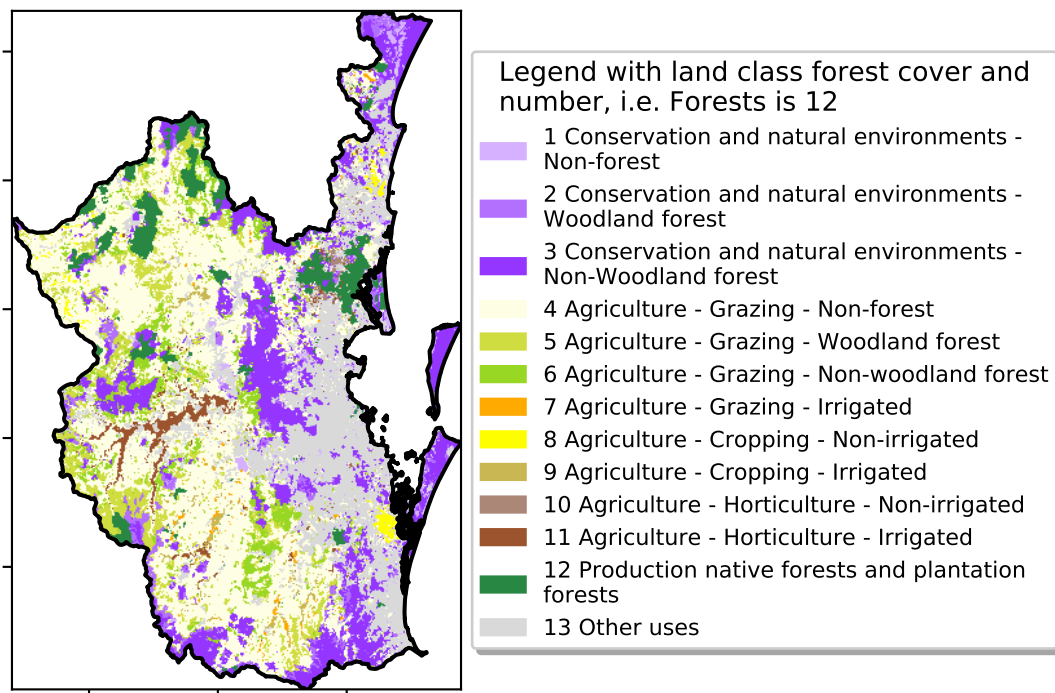 Legend with land class forest cover and
number, i.e. Forests is 12
1 Conservation and natural environments -
Non-forest
2 Conservation and natural environments -
Woodland forest
3 Conservation and natural environments -
Non-Woodland forest
4 Agriculture - Grazing - Non-forest
5 Agriculture - Grazing - Woodland forest
6 Agriculture - Grazing - Non-woodland forest
7 Agriculture - Grazing - Irrigated
8 Agriculture - Cropping - Non-irrigated
9 Agriculture - Cropping - Irrigated
10 Agriculture - Horticulture - Non-irrigated
11 Agriculture - Horticulture - Irrigated
12 Production native forests and plantation
forests
13 Other uses